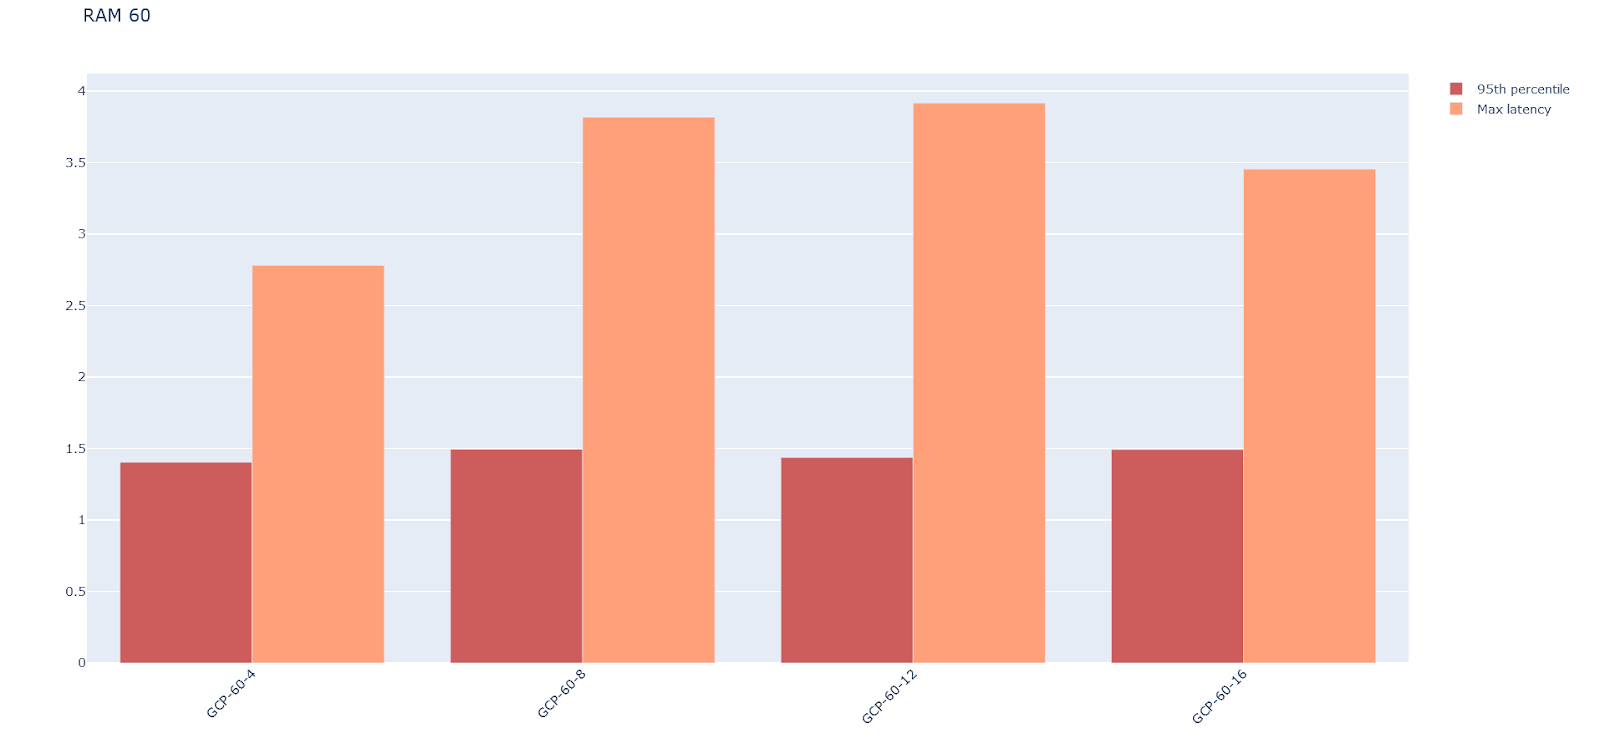 RAM 60
95th percentile
Max latency
4
3.5
3
2.5
2
1.5
1
0.5
0
GCP-60-4
GCP-60-8
GCP-60-12
GCP-60-16